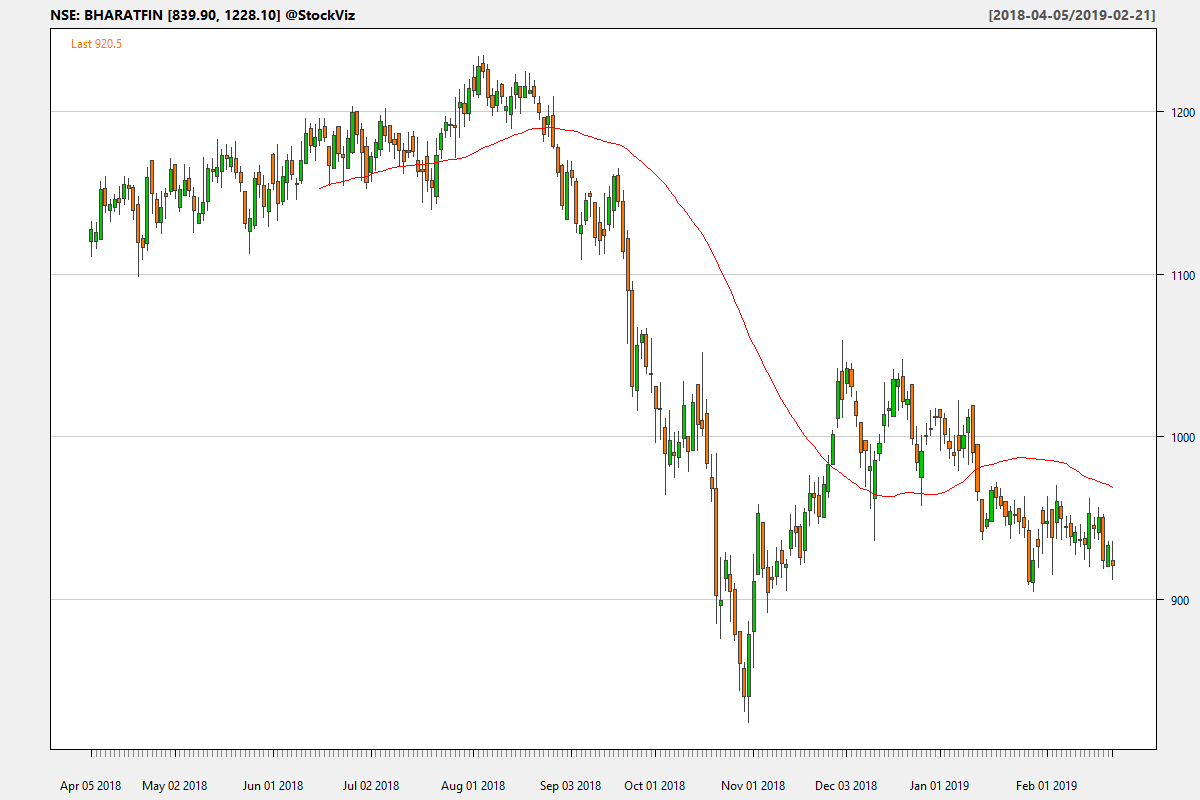 NSE: BHARATFIN [839.90, 1228.10] @StockViz [2018-04-05/2019-02-21]
Last 920.5
1200
1100
1000
900
Apr 05 2018 May 02 2018 Jun 01 2018 Jul 02 2018 Aug 01 2018 Sep 03 2018 Oct 01 2018 Nov 01 2018 Dec 03 2018 Jan 01 2019 Feb 01 2019